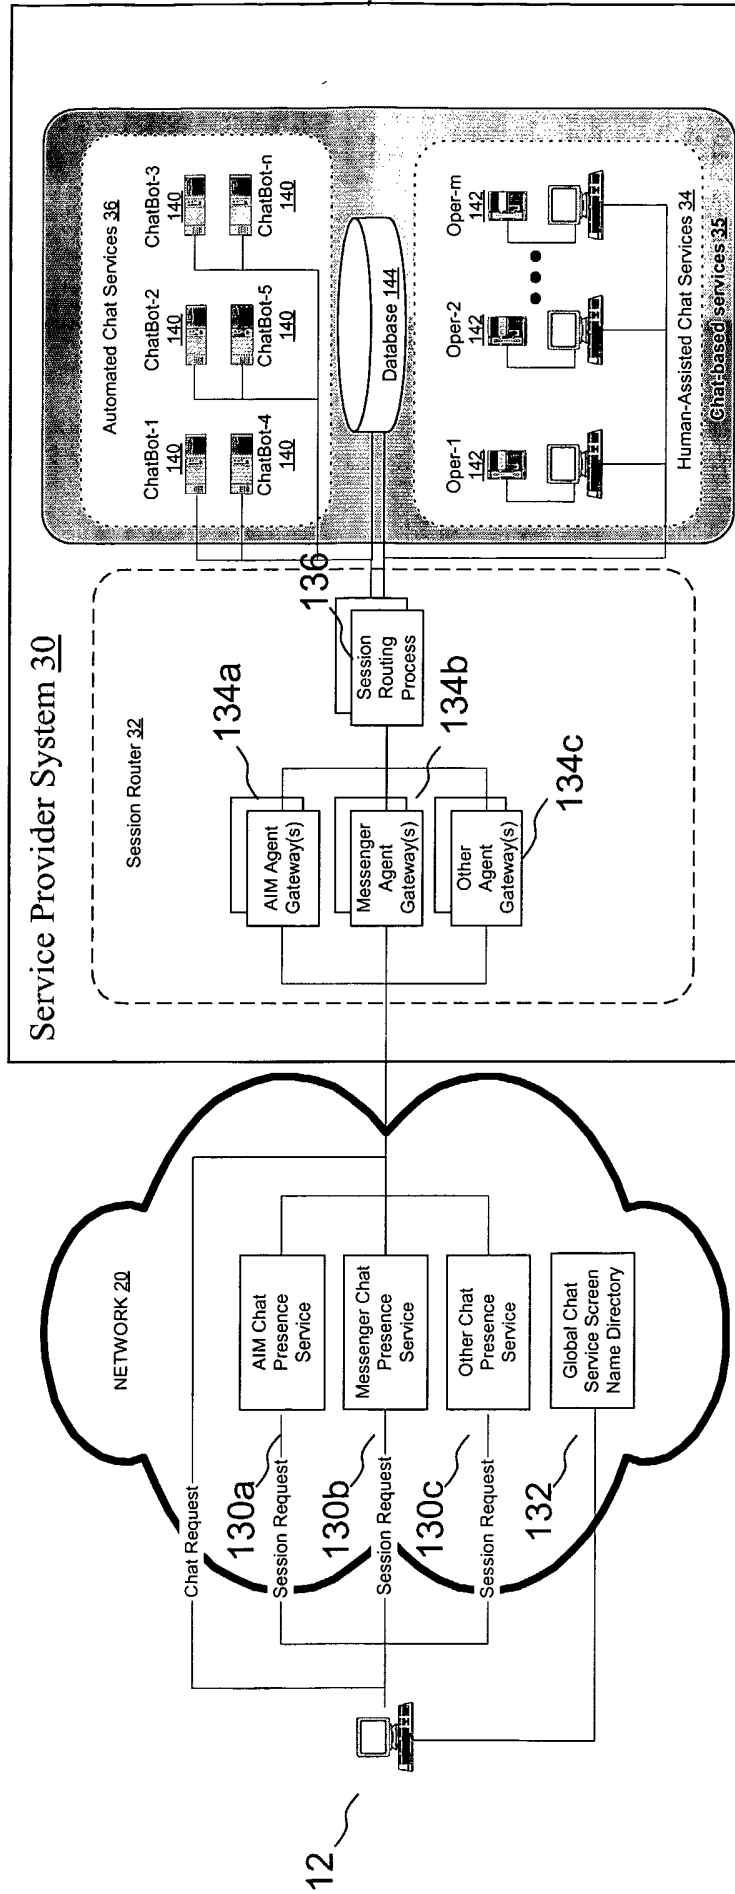 Service Provider System 30
Session Router 32
AIM Agent
Gateway(s)
134a
Messenger
Agent
Gateway(s)
134b
Other
Agent
Gateway(s)
134c
Session
Routing
Process
136
Automated Chat Services 36
ChatBot-1
140
ChatBot-2
140
ChatBot-3
140
ChatBot-4
140
ChatBot-5
140
ChatBot-n
140
Database 144
Oper-1
142
Oper-2
142
Oper-m
142
Human-Assisted Chat Services 34
Chat-based services 35
NETWORK 20
Chat Request
Session Request
130a
AIM Chat
Presence
Service
Session Request
130b
Messenger Chat
Presence
Service
Session Request
130c
Other Chat
Presence
Service
132
Global Chat
Service Screen
Name Directory
12